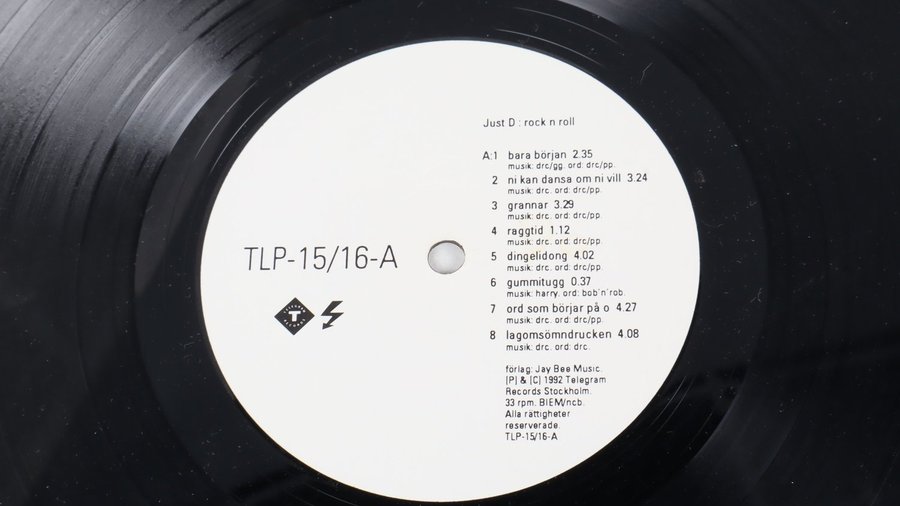 Just D : rock n roll
A:1 bara början 2.35
musik: drc/gg. ord: drc/pp.
2 ni kan dansa om ni vill 3.24
musik: drc. ord: drc/pp.
3 grannar 3.29
musik: drc. ord: drc/pp.
4 raggtid 1.12
musik: drc. ord: drc/pp.
5 dingelidong 4.02
musik: drc. ord: drc/pp.
6 gummitugg 0.37
musik: harry. ord: bob'n'rob.
7 ord som börjar på o 4.27
musik: drc. ord: drc/pp.
8 lagomsömndrucken 4.08
musik: drc. ord: drc.
förlag: Jay Bee Music.
(P) & (C) 1992 Telegram
Records Stockholm.
33 rpm. BIEM/ncb.
Alla rättigheter
reserverade.
TLP-15/16-A
TLP-15/16-A
T